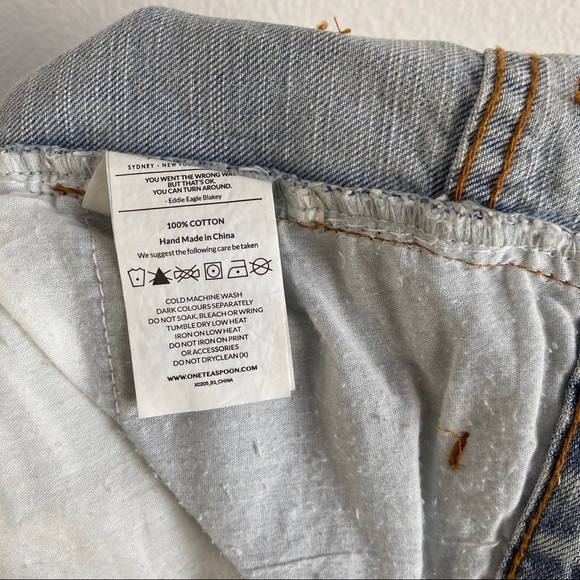 SYDNEY - NEW
YOU WENT THE WRONG WAY
BUT THAT'S OK.
YOU CAN TURN AROUND.
- Eddie Eagle Blakey
100% COTTON
Hand Made in China
We suggest the following care be taken
COLD MACHINE WASH
DARK COLOURS SEPARATELY
DO NOT SOAK, BLEACH OR WRING
TUMBLE DRY LOW HEAT
IRON ON LOW HEAT
DO NOT IRON ON PRINT
OR ACCESSORIES
DO NOT DRYCLEAN (X)
WWW.ONETEASPOON.COM
X0205_B1_CHINA